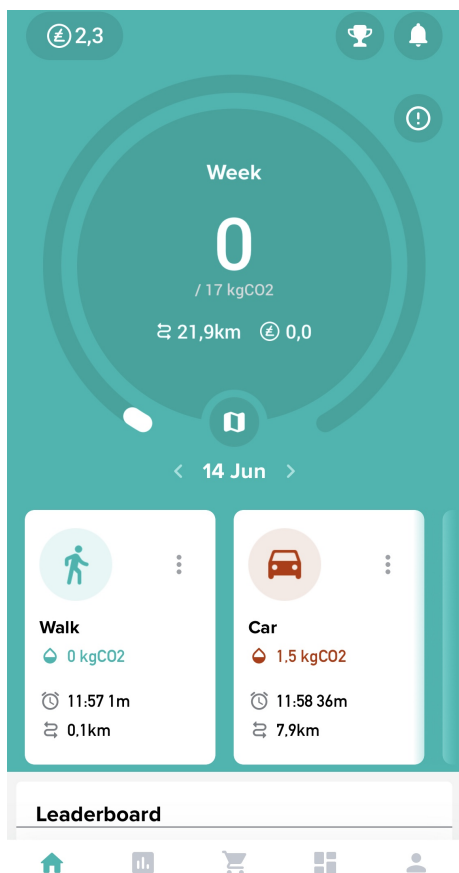 2,3
Week
0
/ 17 kgCO2
21,9km 0,0
14 Jun
Walk
0 kgCO2
11:57 1m
0,1km
Car
1,5 kgCO2
11:58 36m
7,9km
Leaderboard